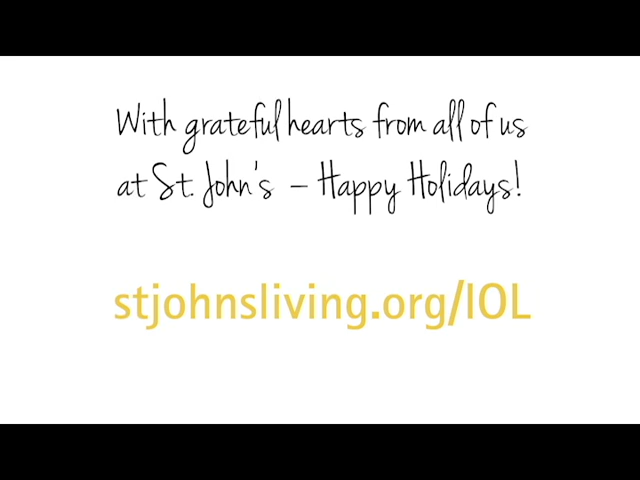 With grateful hearts from all of us
at St. John's – Happy Holidays!
stjohnsliving.org/IOL